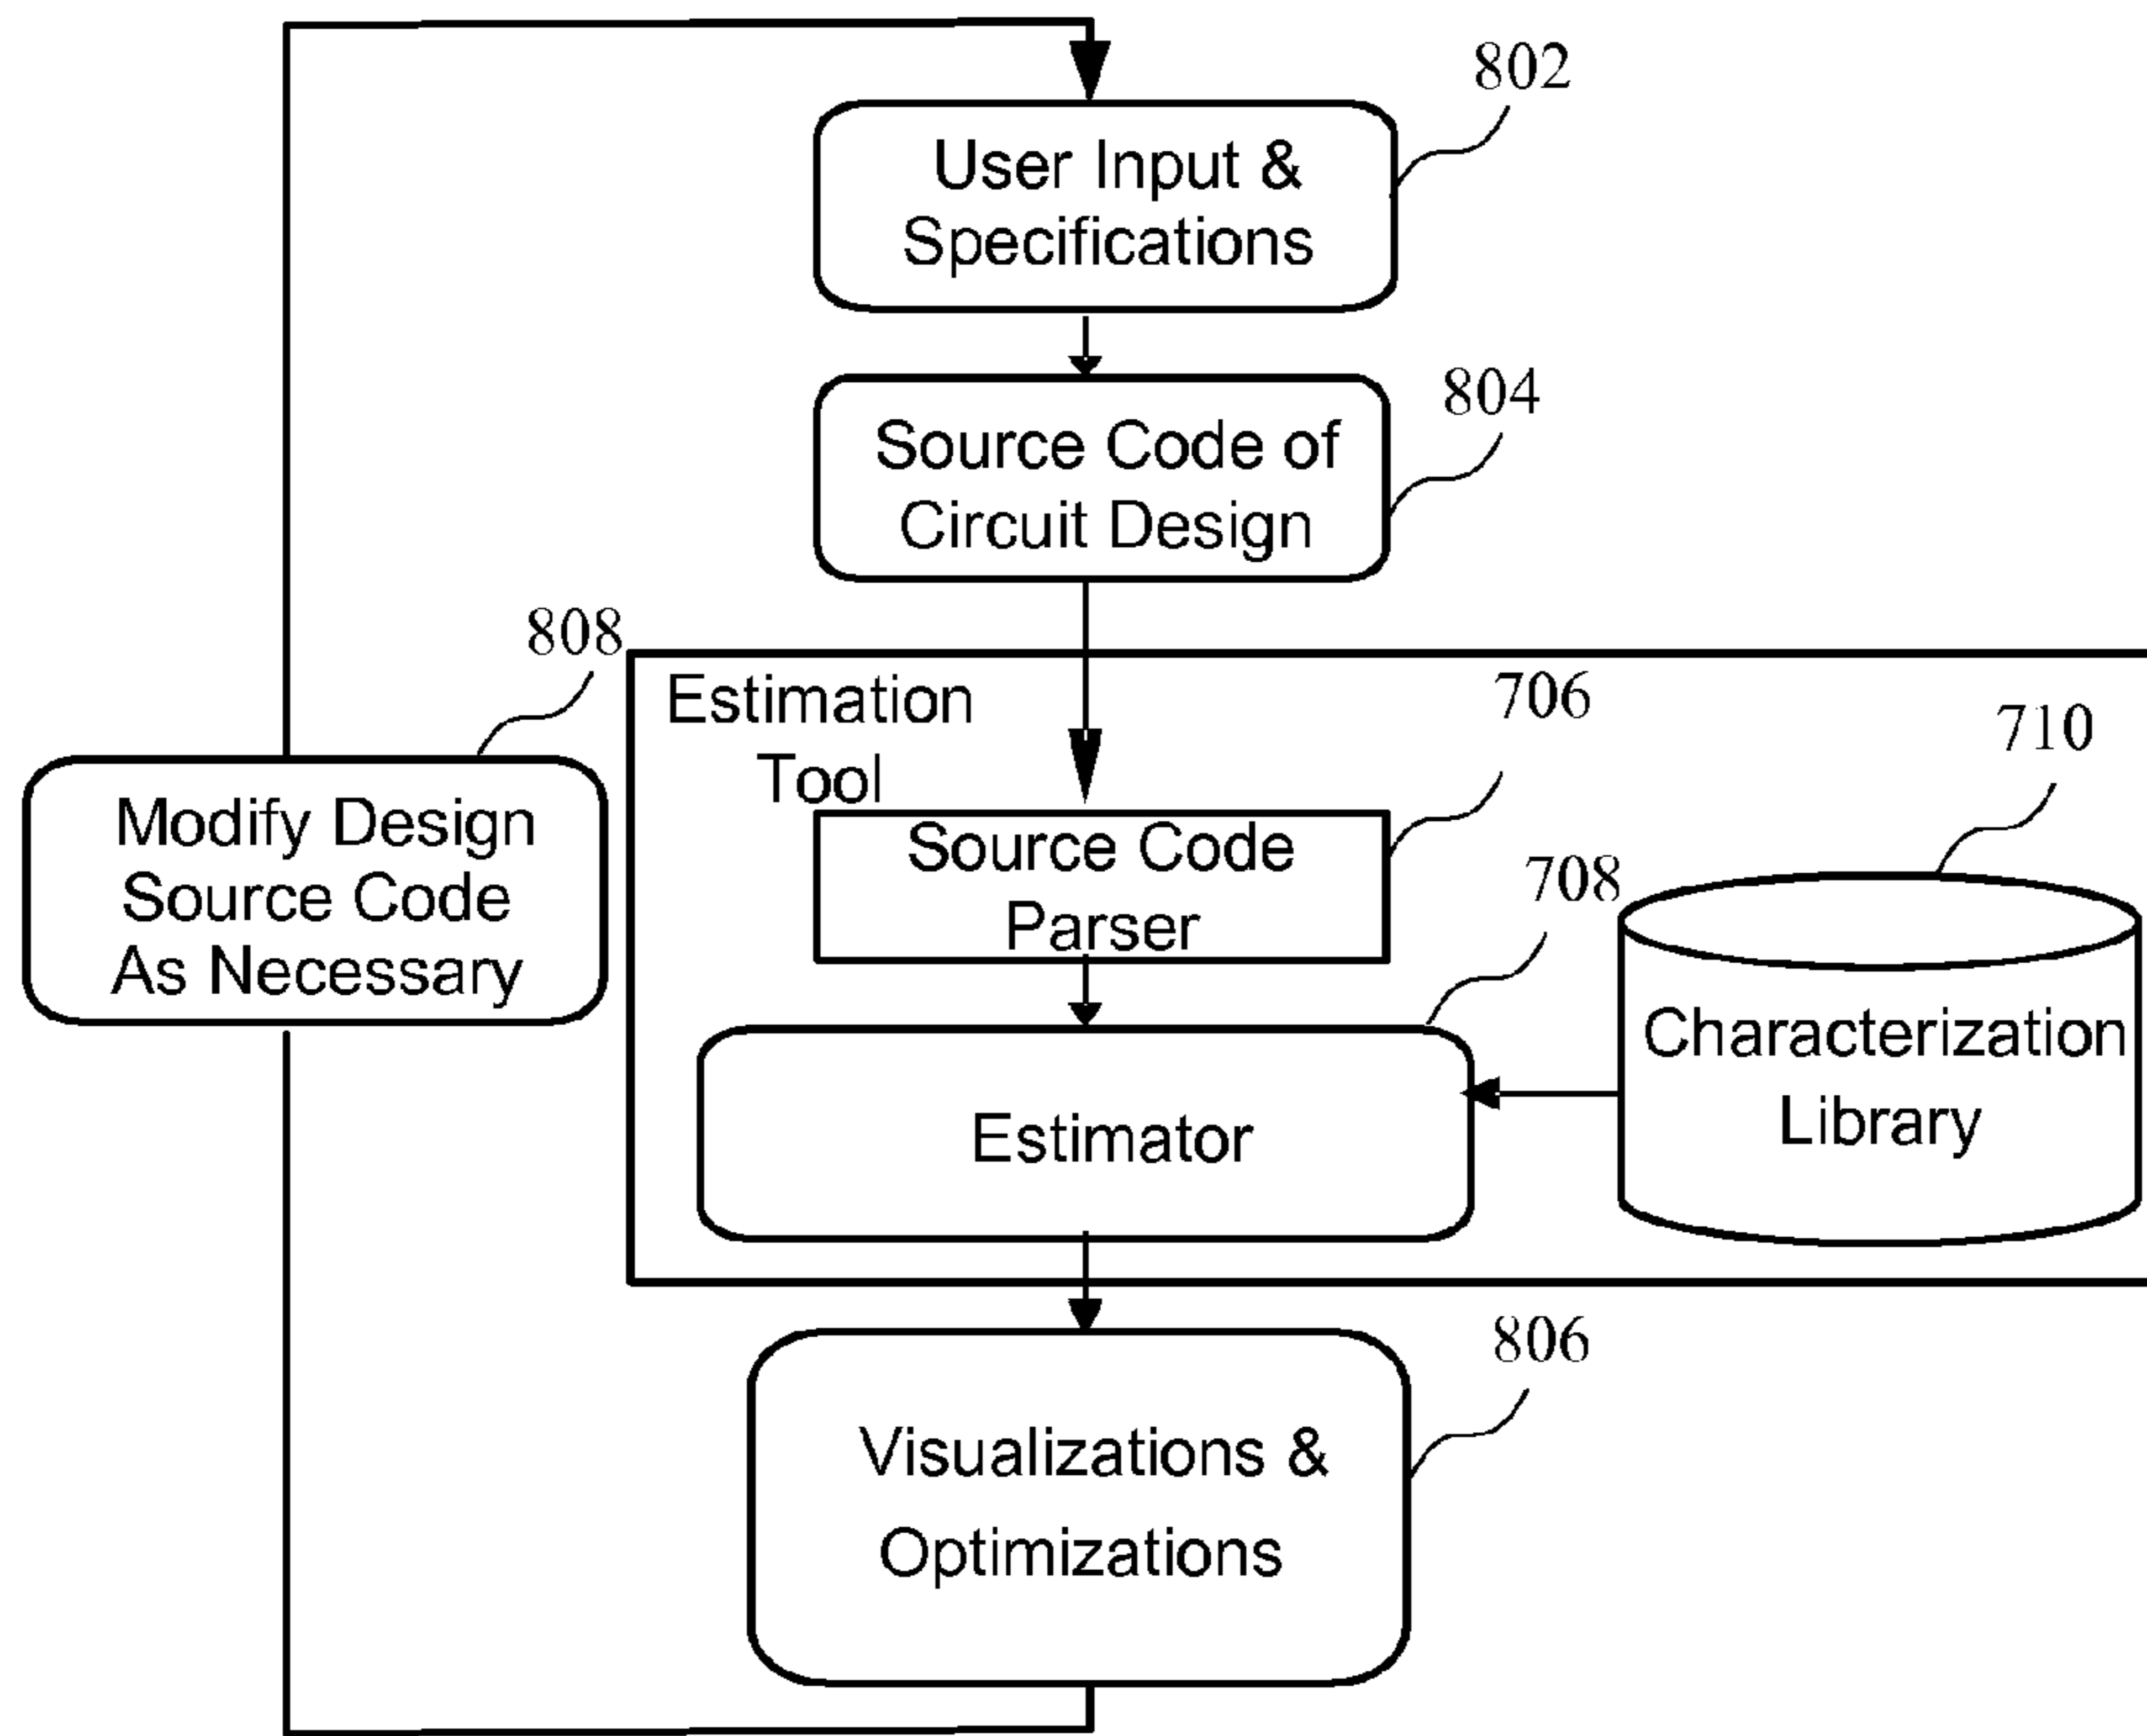 802
User Input &
Specifications
804
Source Code of
Circuit Design
808
Estimation
Tool
706
710
Modify Design
Source Code
As Necessary
Source Code
Parser
708
Characterization
Library
Estimator
806
Visualizations &
Optimizations